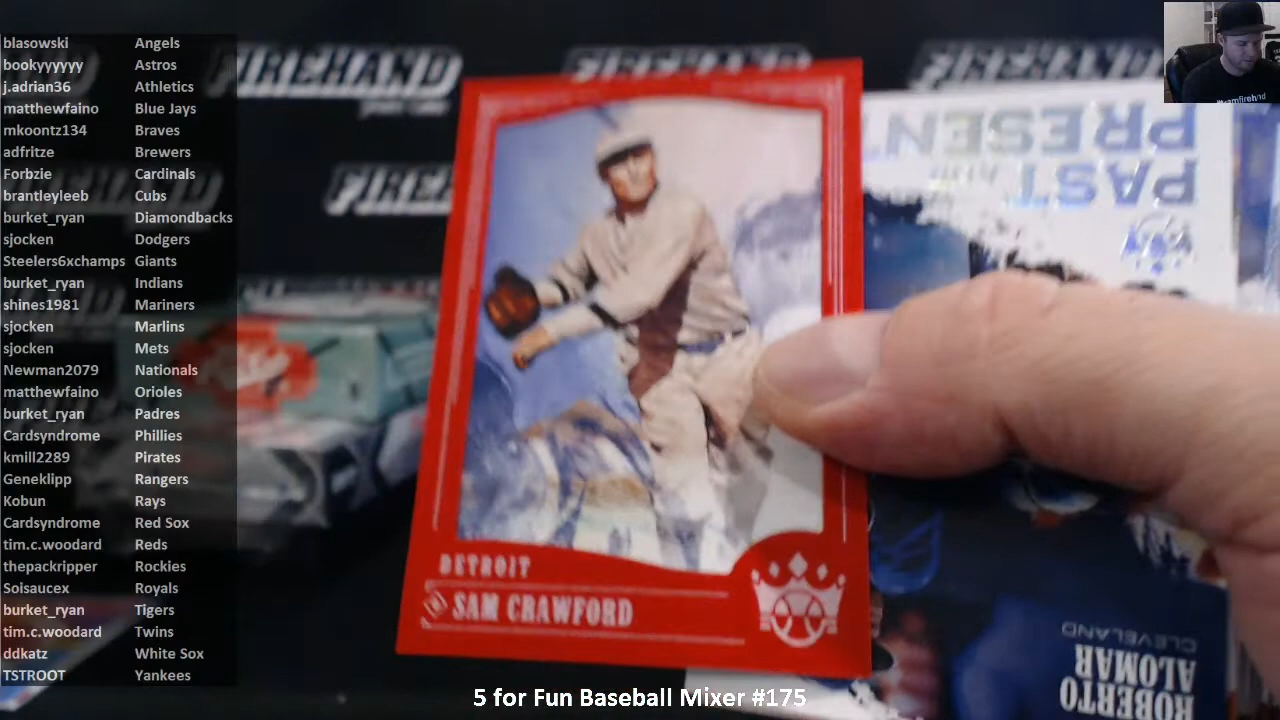 blasowski Angels
bookyyyyyy Astros
j.adrian36 Athletics
matthewfaino Blue Jays
mkoontz134 Braves
adfritze Brewers
Forbzie Cardinals
brantleyleeb Cubs
burket_ryan Diamondbacks
sjocken Dodgers
Steelers6xchamps Giants
burket_ryan Indians
shines1981 Mariners
sjocken Marlins
sjocken Mets
Newman2079 Nationals
matthewfaino Orioles
burket_ryan Padres
Cardsyndrome Phillies
kmill2289 Pirates
Geneklipp Rangers
Kobun Rays
Cardsyndrome Red Sox
tim.c.woodard Reds
thepackripper Rockies
Soisaucex Royals
burket_ryan Tigers
tim.c.woodard Twins
ddkatz White Sox
TSTROOT Yankees
FIREHAND
FIREHAND
FIREHAND
DETROIT
SAM CRAWFORD
PAST AND
PRESENT
ROBERTO
ALOMAR
CLEVELAND
5 for Fun Baseball Mixer #175